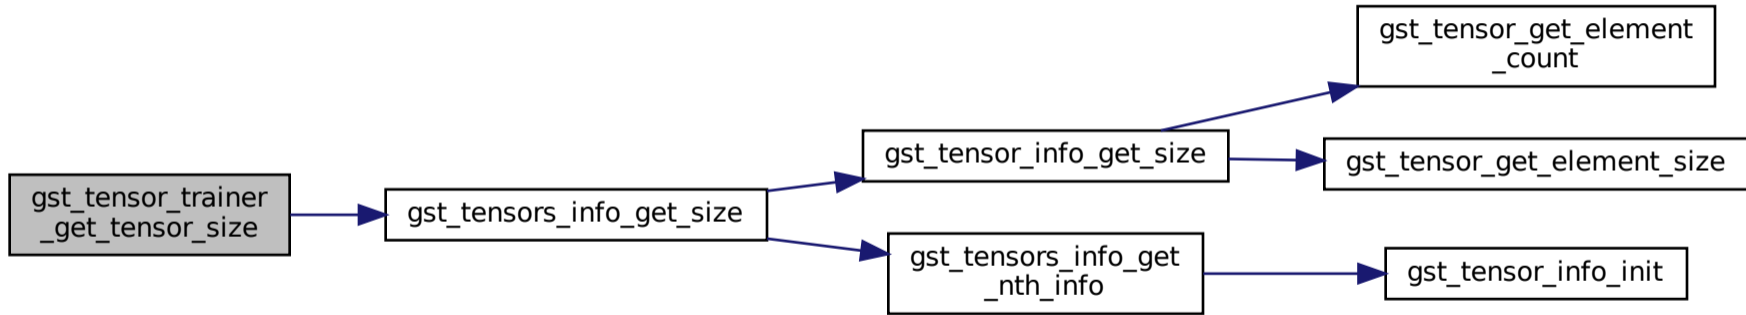 gst_tensor_trainer
_get_tensor_size
gst_tensors_info_get_size
gst_tensor_info_get_size
gst_tensor_get_element
_count
gst_tensor_get_element_size
gst_tensors_info_get
_nth_info
gst_tensor_info_init